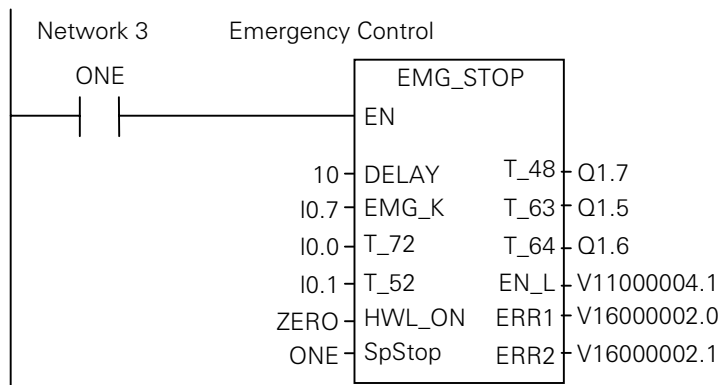 Network 3 Emergency Control
ONE
EMG_STOP
EN
10 DELAY T_48 Q1.7
I0.7 EMG_K T_63 Q1.5
I0.0 T_72 T_64 Q1.6
I0.1 T_52 EN_L V11000004.1
ZERO HWL_ON ERR1 V16000002.0
ONE SpStop ERR2 V16000002.1